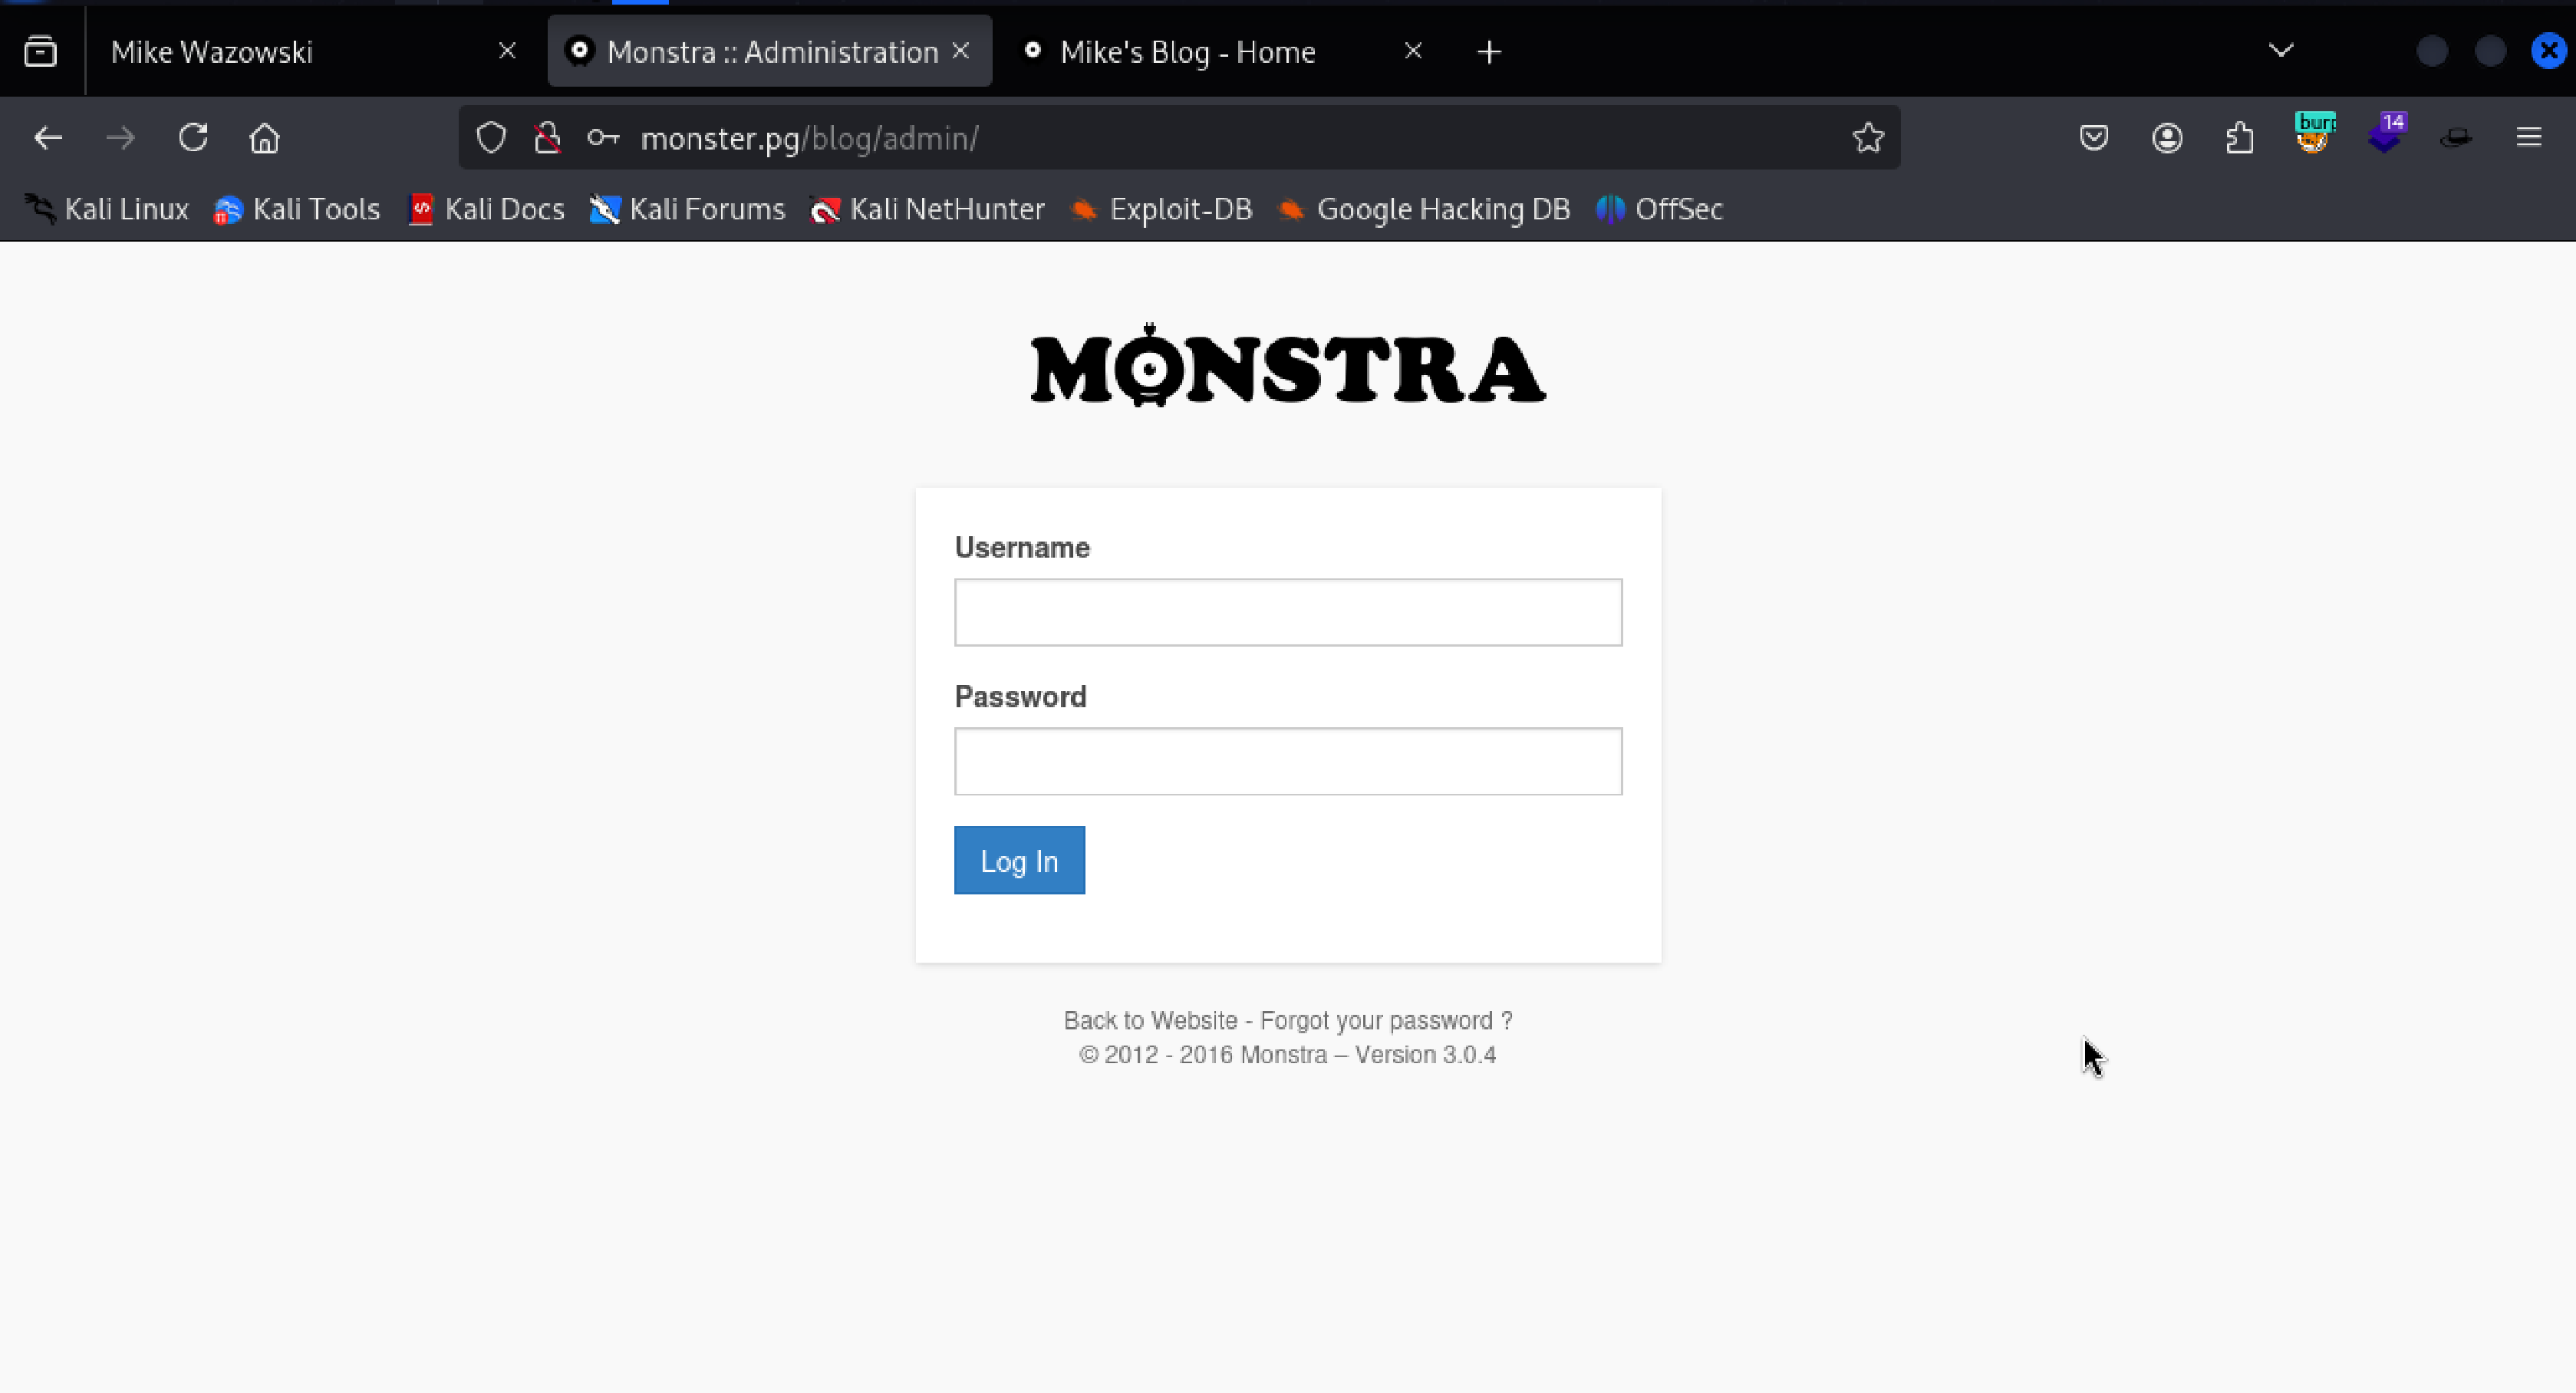 Mike Wazowski Monstra :: Administration Mike's Blog - Home
monster.pg/blog/admin/ 14
Kali Linux Kali Tools Kali Docs Kali Forums Kali NetHunter Exploit-DB Google Hacking DB OffSec
MONSTRA
Username
Password
Log In
Back to Website - Forgot your password ?
© 2012 - 2016 Monstra – Version 3.0.4